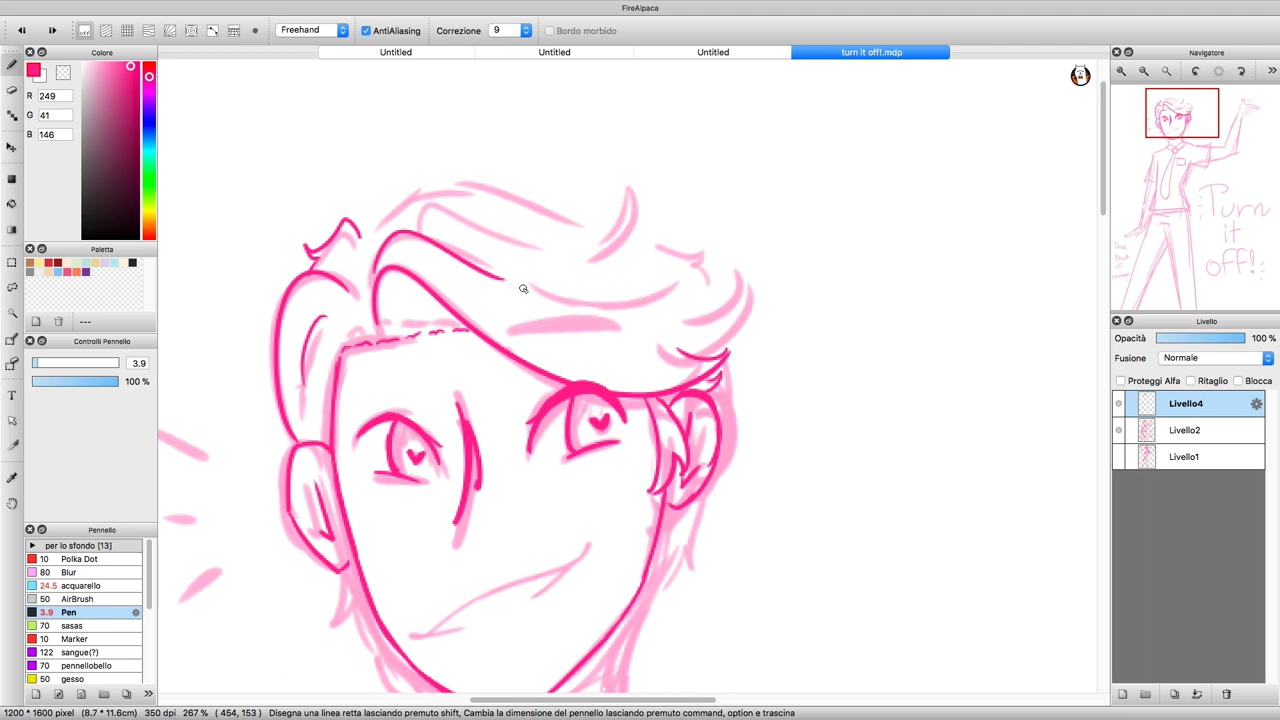 FireAlpaca
Freehand AntiAliasing Correzione 9 Bordo morbido
Untitled Untitled Untitled turn it off!.mdp
Colore
R 249
G 41
B 146
Paletta
---
Controlli Pennello
3.9
100 %
Pennello
per lo sfondo [13]
10 Polka Dot
80 Blur
24.5 acquarello
50 AirBrush
3.9 Pen
70 sasas
10 Marker
122 sangue(?)
70 pennellobello
50 gesso
Navigatore
Turn
it
off!
Livello
Opacità 100 %
Fusione Normale
Proteggi Alfa Ritaglio Blocca
Livello4
Livello2
Livello1
1200 * 1600 pixel (8.7 * 11.6cm) 350 dpi 267 % ( 454, 153 ) Disegna una linea retta lasciando premuto shift, Cambia la dimensione del pennello lasciando premuto command, option e trascina